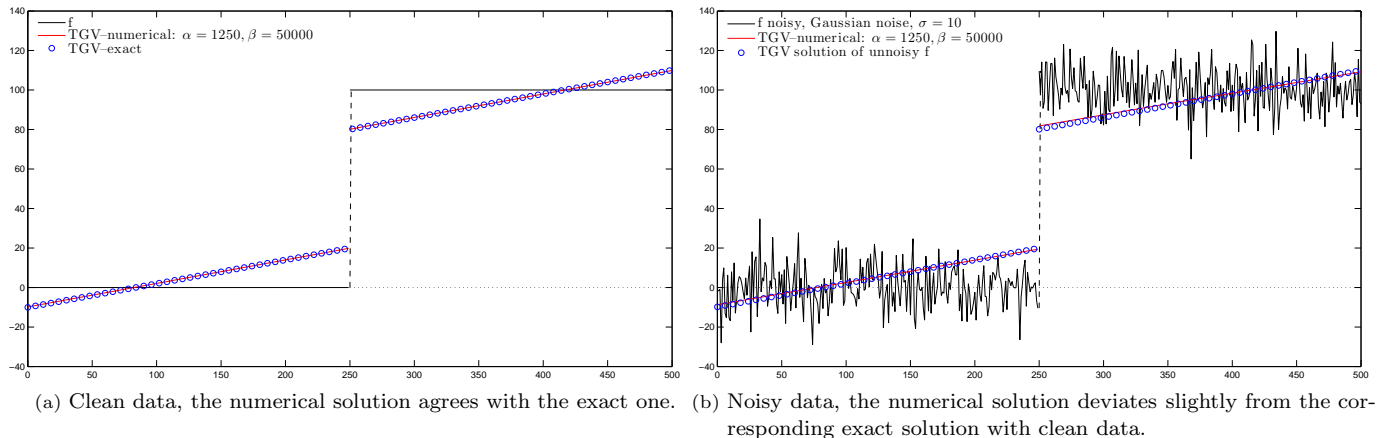 140
120
100
80
60
40
20
0
−20
−40
0 50 100 150 200 250 300 350 400 450 500
f
TGV–numerical: α = 1250, β = 50000
TGV–exact
140
120
100
80
60
40
20
0
−20
−40
0 50 100 150 200 250 300 350 400 450 500
f noisy, Gaussian noise, σ = 10
TGV–numerical: α = 1250, β = 50000
TGV solution of unnoisy f
(a) Clean data, the numerical solution agrees with the exact one.
(b) Noisy data, the numerical solution deviates slightly from the cor-
responding exact solution with clean data.